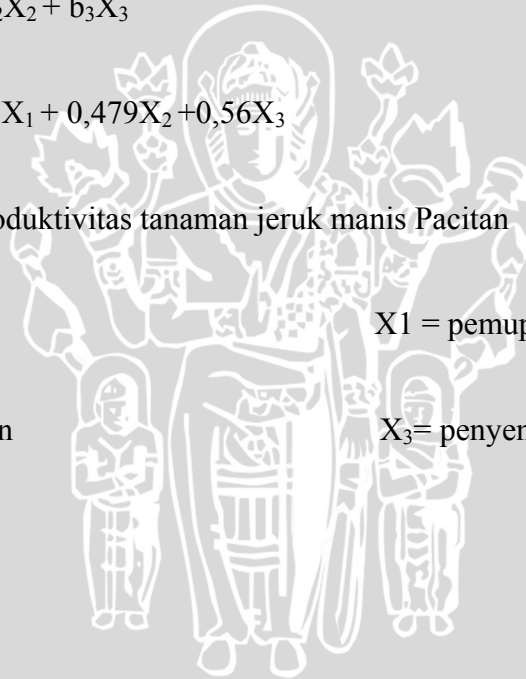 ₂X₂ + b₃X₃
X₁ + 0,479X₂ +0,56X₃
oduktivitas tanaman jeruk manis Pacitan
X1 = pemup
n
X₃= penyen